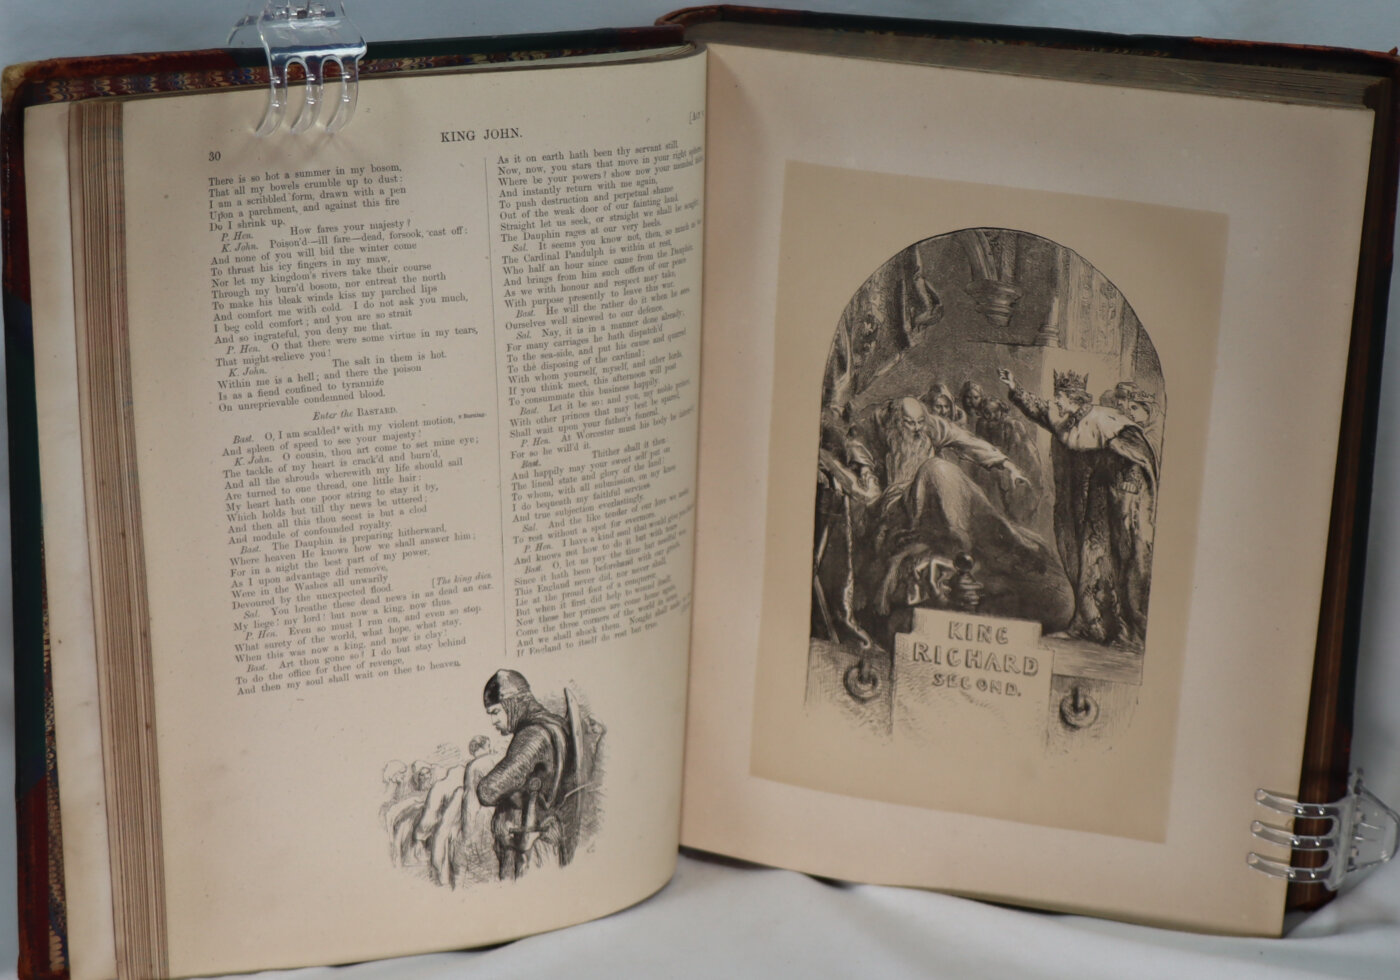 30
KING JOHN.
There is so hot a summer in my bosom,
That all my bowels crumble up to dust:
I am a scribbled form, drawn with a pen
Upon a parchment, and against this fire
Do I shrink up.
P. Hen. How fares your majesty?
K. John. Poison'd—ill fare—dead, forsook, cast off:
And none of you will bid the winter come
To thrust his icy fingers in my maw,
Nor let my kingdom's rivers take their course
Through my burn'd bosom, nor entreat the north
To make his bleak winds kiss my parched lips
And comfort me with cold. I do not ask you much,
I beg cold comfort; and you are so strait
And so ingrateful, you deny me that.
P. Hen. O that there were some virtue in my tears,
That might relieve you!
K. John. The salt in them is hot.
Within me is a hell; and there the poison
Is as a fiend confined to tyrannize
On unreprievable condemned blood.
Enter the BASTARD.
Bast. O, I am scalded* with my violent motion, * Burning.
And spleen of speed to see your majesty!
K. John. O cousin, thou art come to set mine eye;
The tackle of my heart is crack'd and burn'd,
And all the shrouds wherewith my life should sail
Are turned to one thread, one little hair:
My heart hath one poor string to stay it by,
Which holds but till thy news be uttered;
And then all this thou seest is but a clod
And module of confounded royalty.
Bast. The Dauphin is preparing hitherward,
Where heaven He knows how we shall answer him;
For in a night the best part of my power,
As I upon advantage did remove,
Were in the Washes all unwarily
Devoured by the unexpected flood. [The king dies.
Sal. You breathe these dead news in as dead an ear.
My liege! my lord! but now a king, now thus.
P. Hen. Even so must I run on, and even so stop.
What surety of the world, what hope, what stay,
When this was now a king, and now is clay!
Bast. Art thou gone so? I do but stay behind
To do the office for thee of revenge,
And then my soul shall wait on thee to heaven,
As it on earth hath been thy servant still.
Now, now, you stars that move in your right spheres,
Where be your powers? show now your mended faiths,
And instantly return with me again,
To push destruction and perpetual shame
Out of the weak door of our fainting land.
Straight let us seek, or straight we shall be sought;
The Dauphin rages at our very heels.
Sal. It seems you know not, then, so much as we:
The Cardinal Pandulph is within at rest,
Who half an hour since came from the Dauphin
And brings from him such offers of our peace
As we with honour and respect may take,
With purpose presently to leave this war.
Bast. He will the rather do it when he sees
Ourselves well sinewed to our defence.
Sal. Nay, it is in a manner done already,
For many carriages he hath dispatch'd
To the sea-side, and put his cause and quarrel
To the disposing of the cardinal:
With whom yourself, myself, and other lords,
If you think meet, this afternoon will post
To consummate this business happily.
Bast. Let it be so: and you, my noble prince,
With other princes that may best be spared,
Shall wait upon your father's funeral.
P. Hen. At Worcester must his body be interr'd;
For so he will'd it.
Bast. Thither shall it then:
And happily may your sweet self put on
The lineal state and glory of the land!
To whom, with all submission, on my knee
I do bequeath my faithful services
And true subjection everlastingly.
Sal. And the like tender of our love we make,
To rest without a spot for evermore.
P. Hen. I have a kind soul that would give you thanks
And knows not how to do it but with tears.
Bast. O, let us pay the time but needful woe,
Since it hath been beforehand with our griefs.
This England never did, nor never shall,
Lie at the proud foot of a conqueror,
But when it first did help to wound itself.
Now these her princes are come home again,
Come the three corners of the world in arms,
And we shall shock them. Nought shall make us rue,
If England to itself do rest but true.
KING
RICHARD
SECOND.